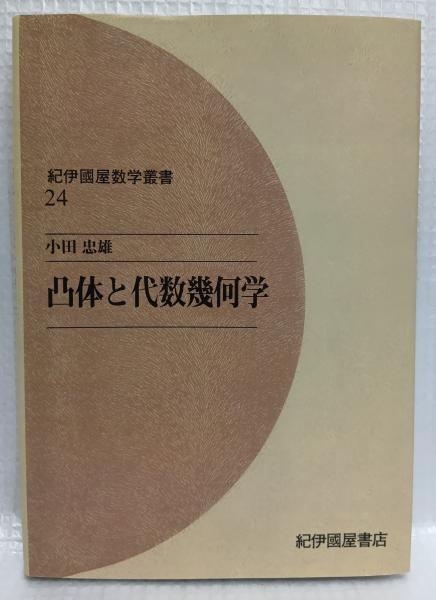 紀伊國屋数学叢書
24
小田 忠雄
凸体と代数幾何学
紀伊國屋書店